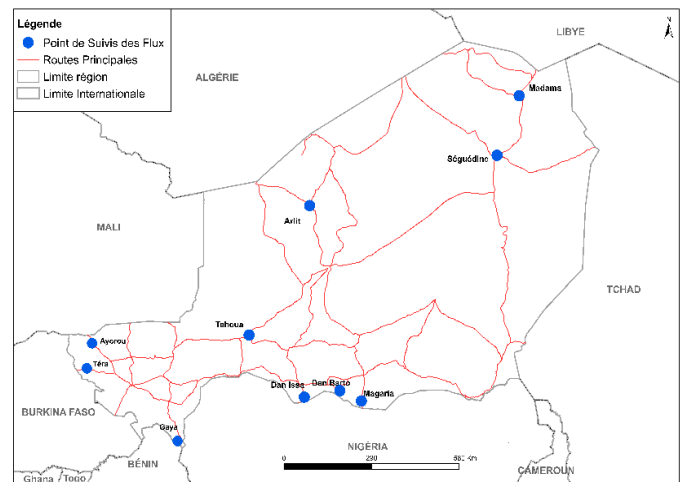 Légende
Point de Suivis des Flux
Routes Principales
Limite région
Limite Internationale
N
LIBYE
ALGÉRIE
Madama
Séguédine
Arlit
MALI
TCHAD
Tahoua
Ayorou
Téra
Dan Issa
Dan Barto
Magaria
BURKINA FASO
Gaya
NIGÉRIA
BÉNIN
0 290 580 Km
CAMEROUN
Ghana
Togo